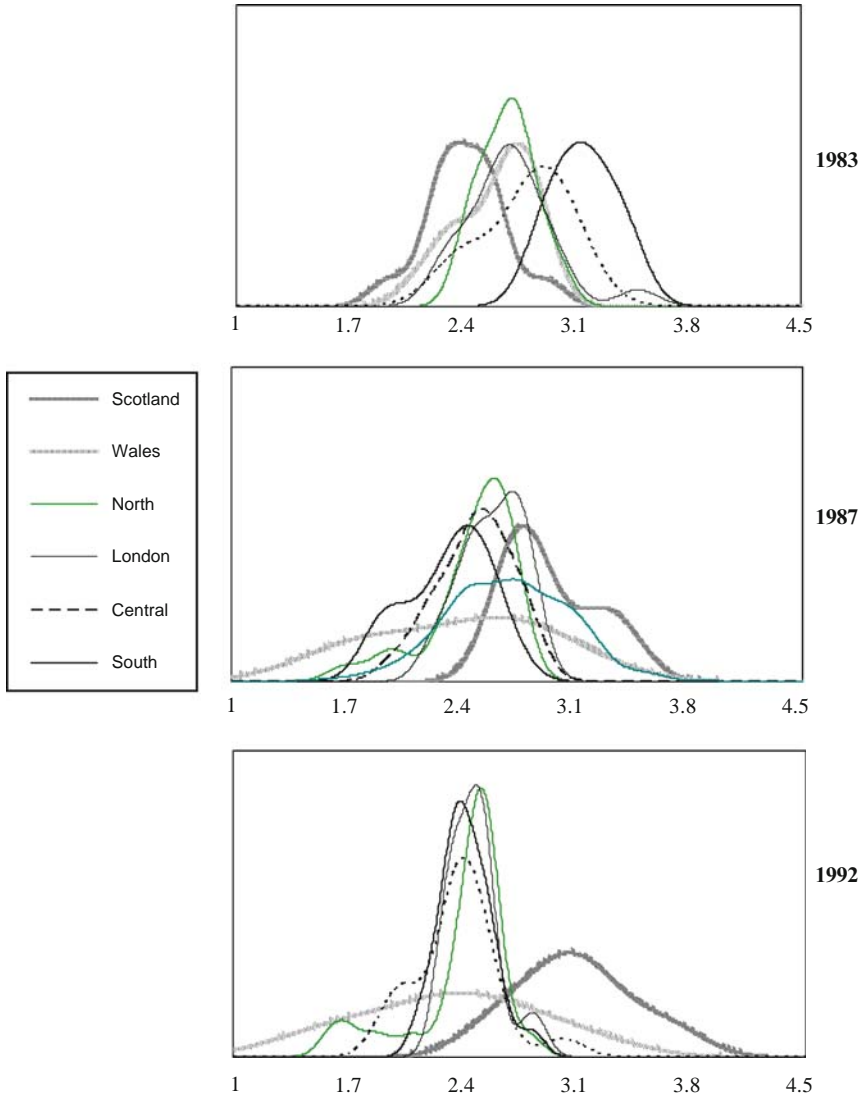 1983
1 1.7 2.4 3.1 3.8 4.5
Scotland
Wales
North
London
Central
South
1987
1 1.7 2.4 3.1 3.8 4.5
1992
1 1.7 2.4 3.1 3.8 4.5